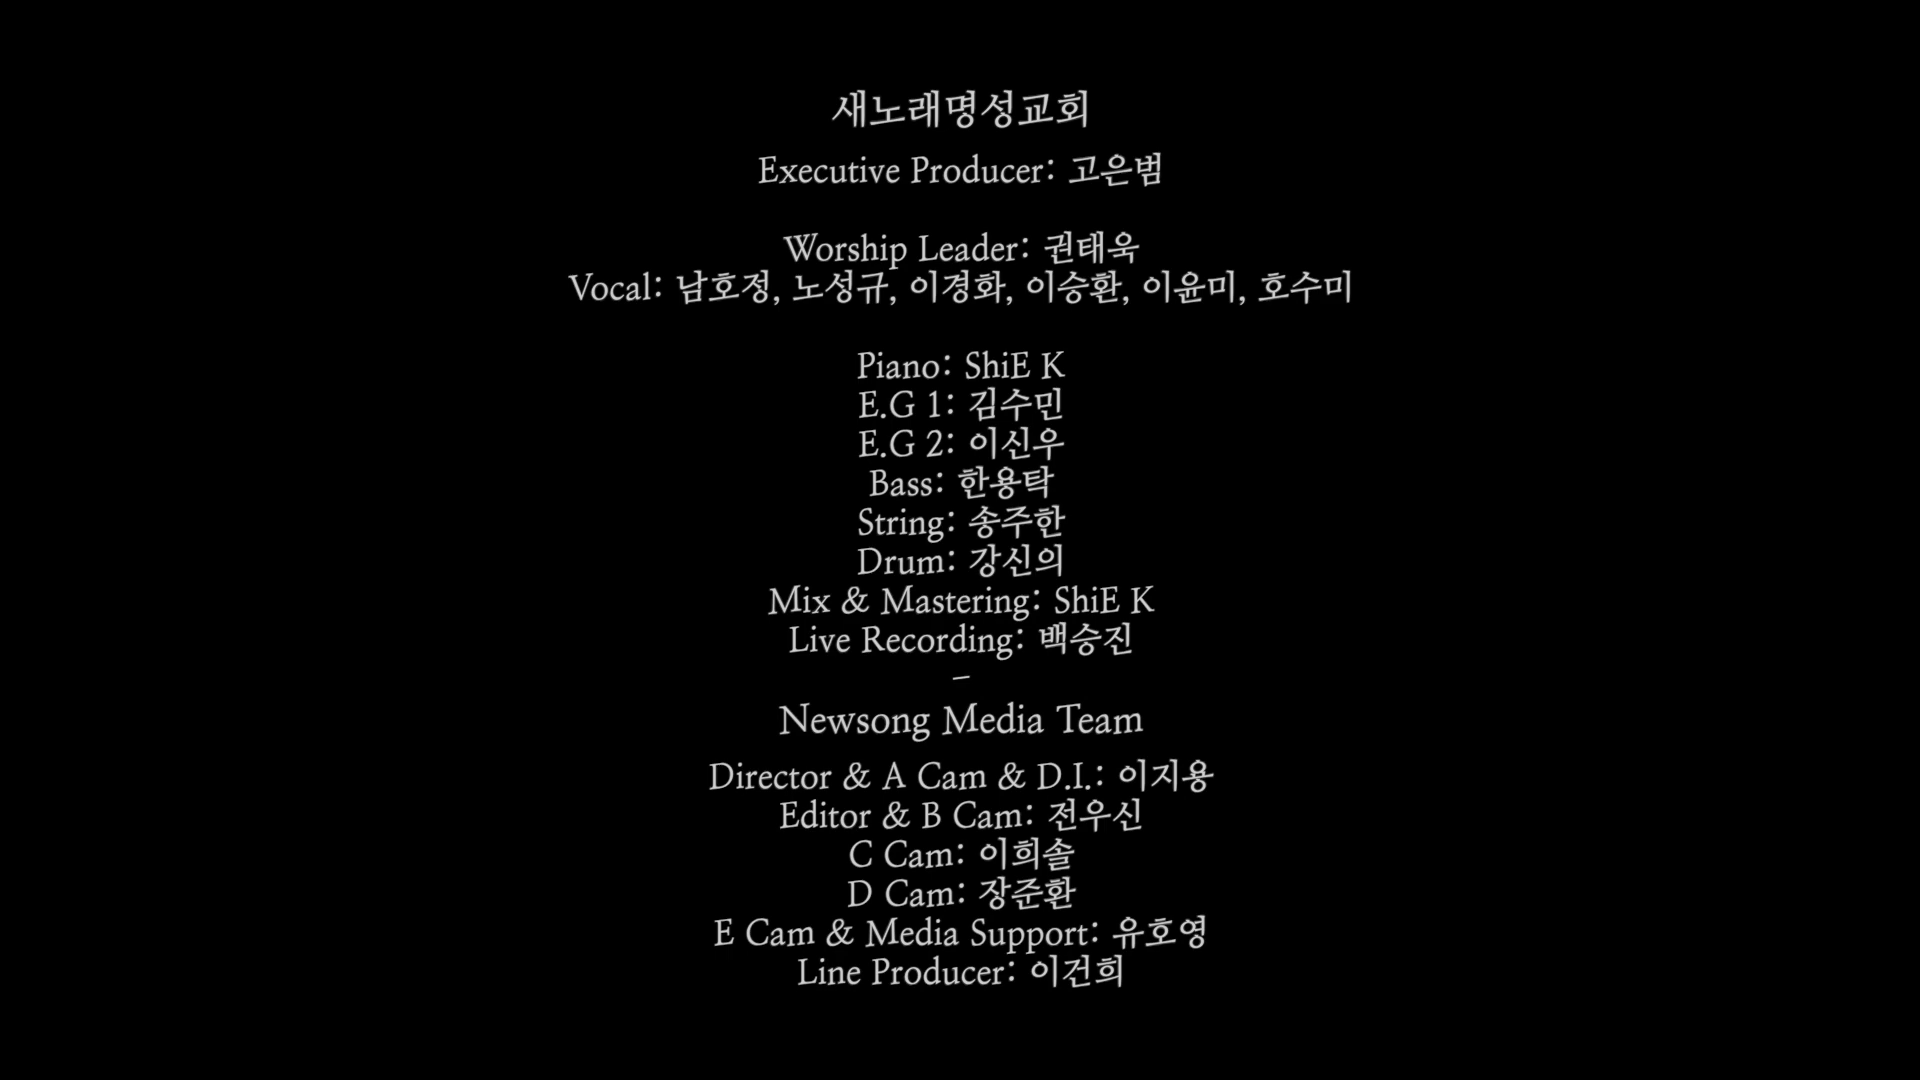 새노래명성교회
Executive Producer: 고은범
Worship Leader: 권태욱
Vocal: 남호정, 노성규, 이경화, 이승환, 이윤미, 호수미
Piano: ShiE K
E.G 1: 김수민
E.G 2: 이신우
Bass: 한용탁
String: 송주한
Drum: 강신의
Mix & Mastering: ShiE K
Live Recording: 백승진
–
Newsong Media Team
Director & A Cam & D.I.: 이지용
Editor & B Cam: 전우신
C Cam: 이희솔
D Cam: 장준환
E Cam & Media Support: 유호영
Line Producer: 이건희